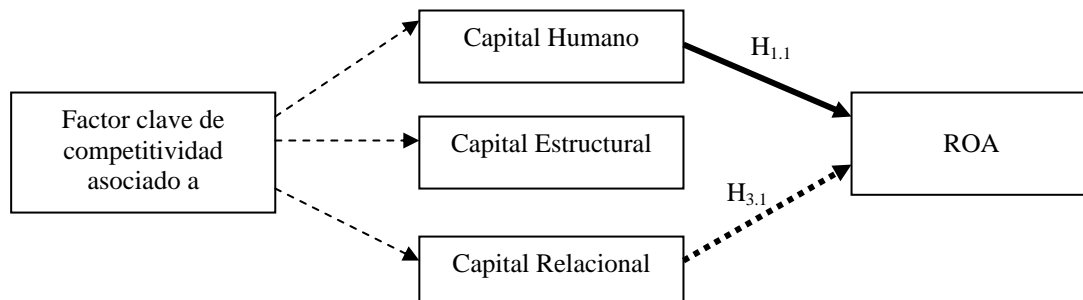 Factor clave de
competitividad
asociado a
Capital Humano
Capital Estructural
Capital Relacional
H1.1
H3.1
ROA